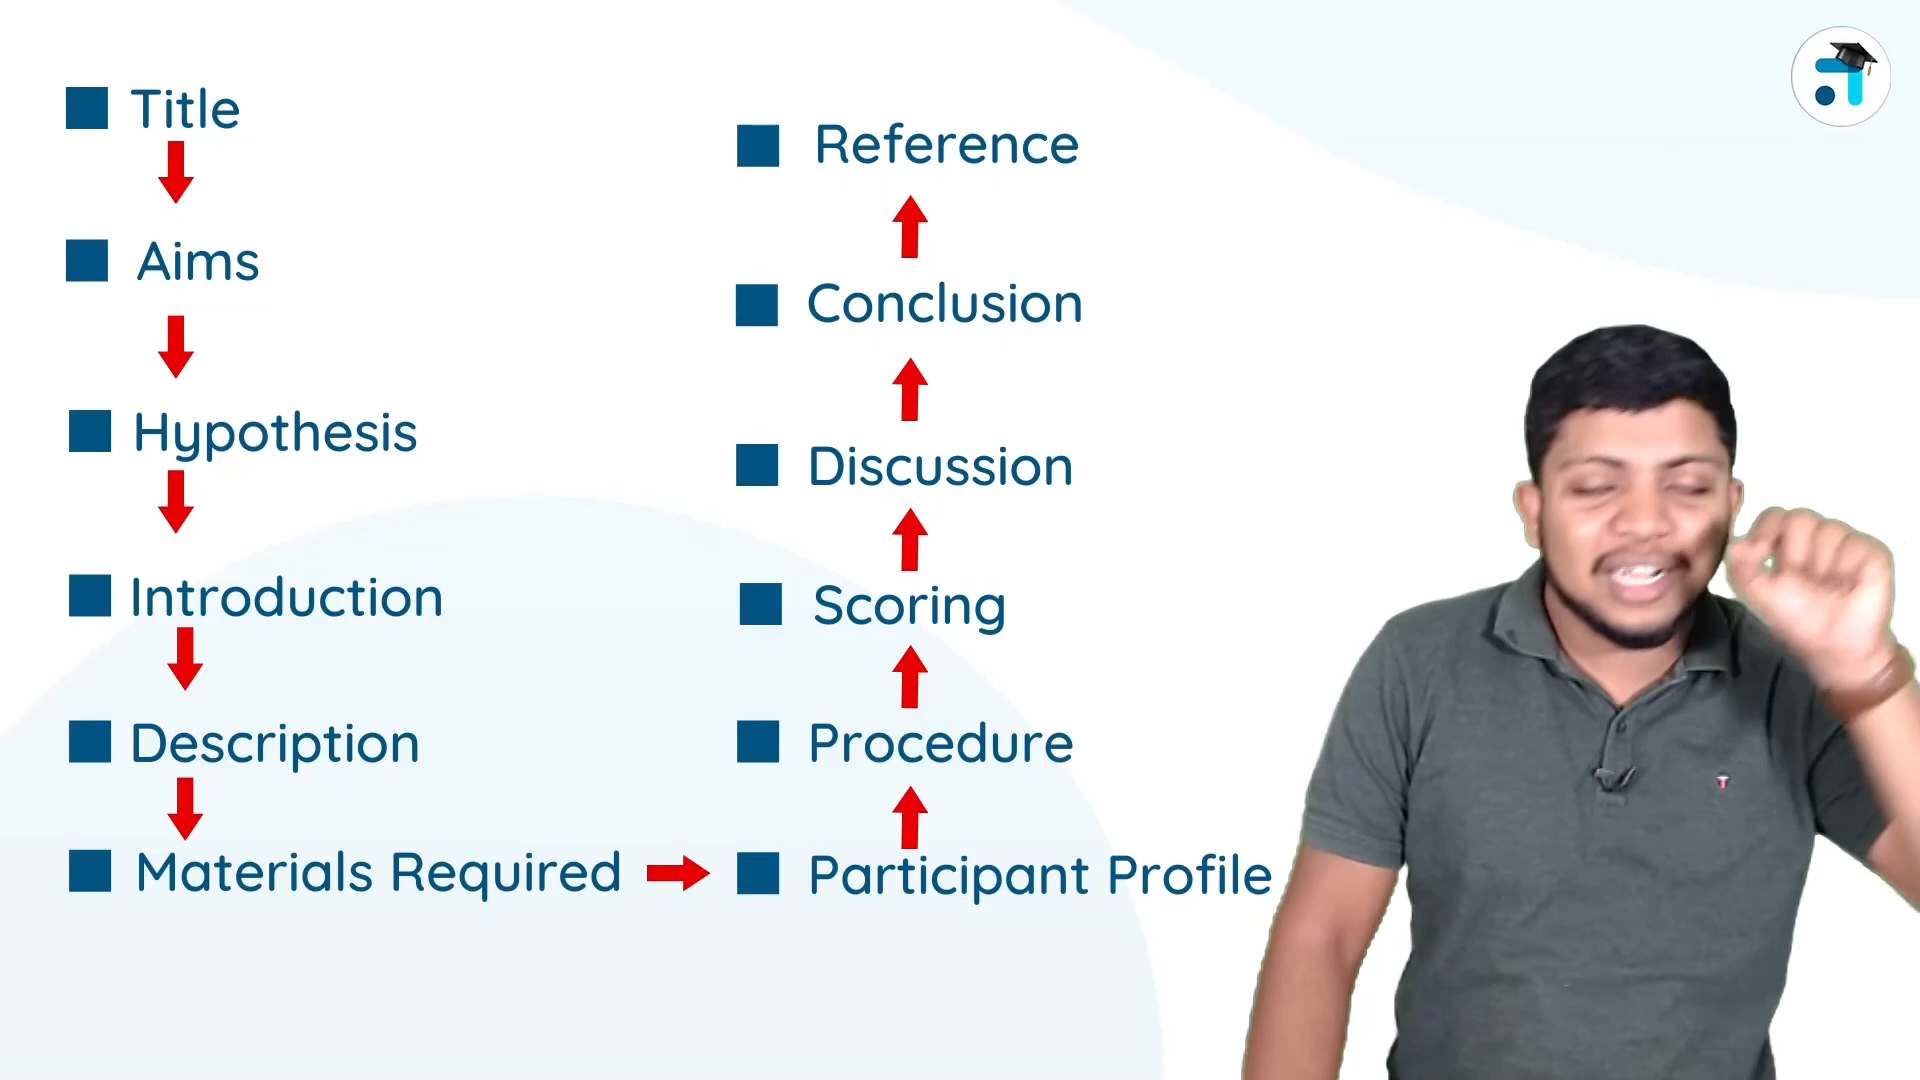 Title
Aims
Hypothesis
Introduction
Description
Materials Required
Participant Profile
Procedure
Scoring
Discussion
Conclusion
Reference